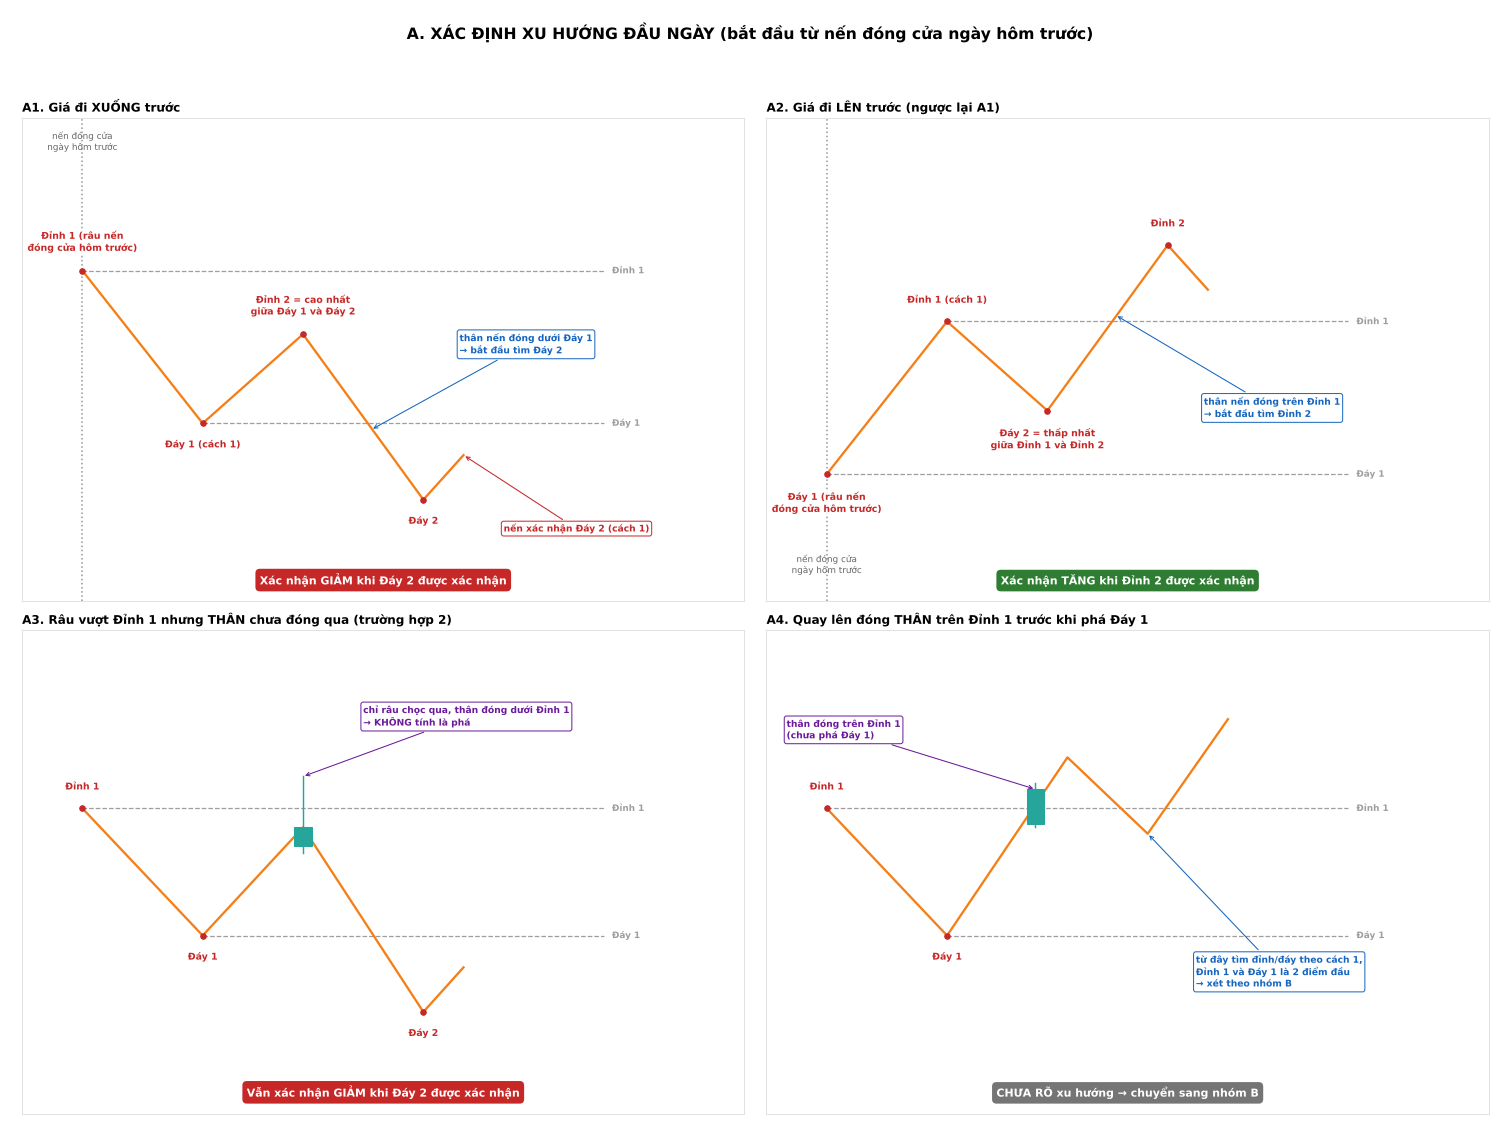 A. XÁC ĐỊNH XU HƯỚNG ĐẦU NGÀY (bắt đầu từ nến đóng cửa ngày hôm trước)
A1. Giá đi XUỐNG trước
nến đóng cửa
ngày hôm trước
Đỉnh 1 (râu nến
đóng cửa hôm trước)
Đỉnh 1
Đỉnh 2 = cao nhất
giữa Đáy 1 và Đáy 2
thân nến đóng dưới Đáy 1
→ bắt đầu tìm Đáy 2
Đáy 1
Đáy 1 (cách 1)
Đáy 2
nến xác nhận Đáy 2 (cách 1)
Xác nhận GIẢM khi Đáy 2 được xác nhận
A2. Giá đi LÊN trước (ngược lại A1)
Đỉnh 2
Đỉnh 1 (cách 1)
Đỉnh 1
thân nến đóng trên Đỉnh 1
→ bắt đầu tìm Đỉnh 2
Đáy 2 = thấp nhất
giữa Đỉnh 1 và Đỉnh 2
Đáy 1
Đáy 1 (râu nến
đóng cửa hôm trước)
nến đóng cửa
ngày hôm trước
Xác nhận TĂNG khi Đỉnh 2 được xác nhận
A3. Râu vượt Đỉnh 1 nhưng THÂN chưa đóng qua (trường hợp 2)
chỉ râu chọc qua, thân đóng dưới Đỉnh 1
→ KHÔNG tính là phá
Đỉnh 1
Đỉnh 1
Đáy 1
Đáy 1
Đáy 2
Vẫn xác nhận GIẢM khi Đáy 2 được xác nhận
A4. Quay lên đóng THÂN trên Đỉnh 1 trước khi phá Đáy 1
thân đóng trên Đỉnh 1
(chưa phá Đáy 1)
Đỉnh 1
Đỉnh 1
Đáy 1
Đáy 1
từ đây tìm đỉnh/đáy theo cách 1,
Đỉnh 1 và Đáy 1 là 2 điểm đầu
→ xét theo nhóm B
CHƯA RÕ xu hướng → chuyển sang nhóm B